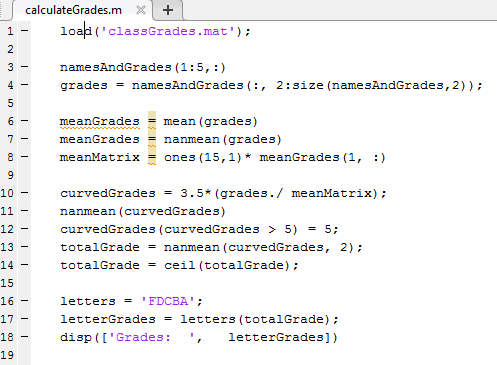 calculateGrades.m
1 - load('classGrades.mat');
2
3 - namesAndGrades(1:5,:)
4 - grades = namesAndGrades(:, 2:size(namesAndGrades,2));
5
6 - meanGrades = mean(grades)
7 - meanGrades = nanmean(grades)
8 - meanMatrix = ones(15,1)* meanGrades(1, :)
9
10 - curvedGrades = 3.5*(grades./ meanMatrix);
11 - nanmean(curvedGrades)
12 - curvedGrades(curvedGrades > 5) = 5;
13 - totalGrade = nanmean(curvedGrades, 2);
14 - totalGrade = ceil(totalGrade);
15
16 - letters = 'FDCBA';
17 - letterGrades = letters(totalGrade);
18 - disp(['Grades:  ',   letterGrades])
19